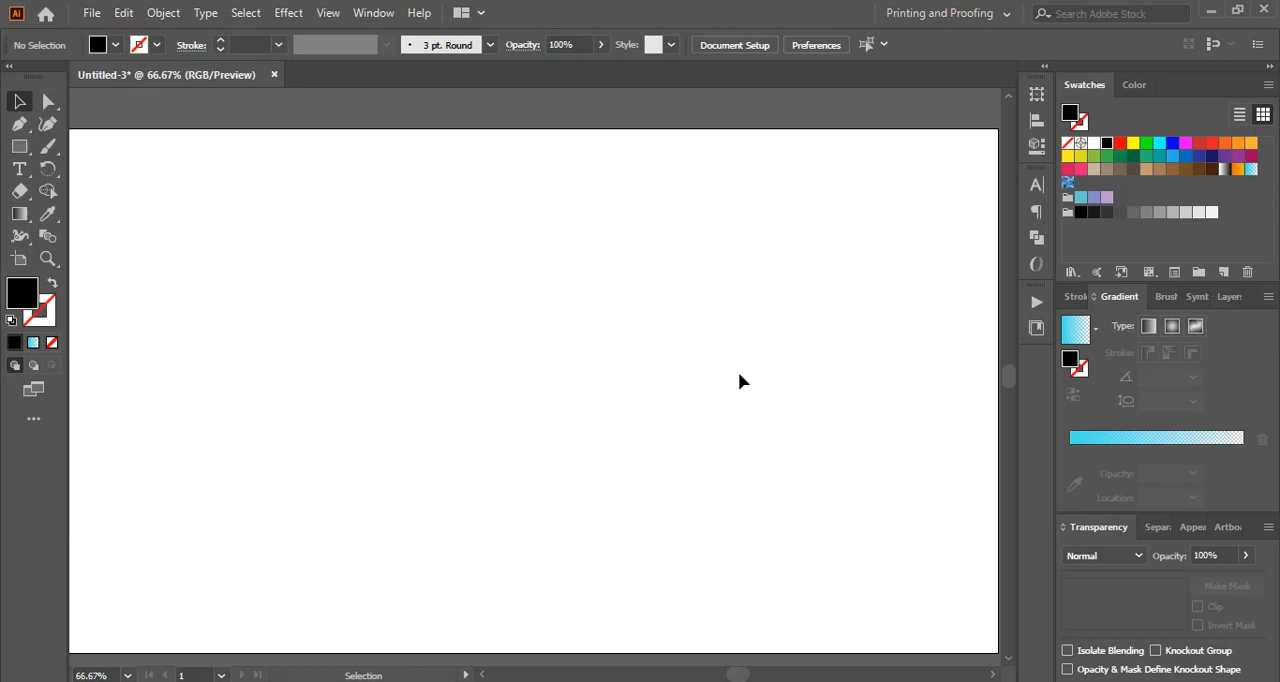 Ai File Edit Object Type Select Effect View Window Help Printing and Proofing Search Adobe Stock
No Selection Stroke: 3 pt. Round Opacity: 100% Style: Document Setup Preferences
Untitled-3* @ 66.67% (RGB/Preview)
Swatches Color
Strok Gradient Brush Symb Layers
Type:
Stroke:
Opacity:
Location:
Transparency Separ Appea Artbo
Normal Opacity: 100%
Make Mask
Clip
Invert Mask
Isolate Blending Knockout Group
Opacity & Mask Define Knockout Shape
66.67% 1 Selection